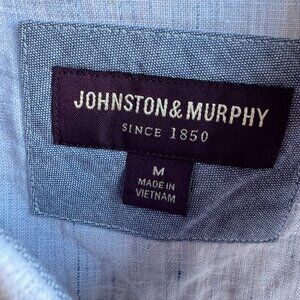 JOHNSTON & MURPHY
SINCE 1850
M
MADE IN
VIETNAM